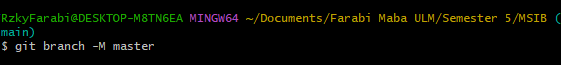 RzkyFarabi@DESKTOP-M8TN6EA MINGW64 ~/Documents/Farabi Maba ULM/Semester 5/MSIB (
main)
$ git branch -M master